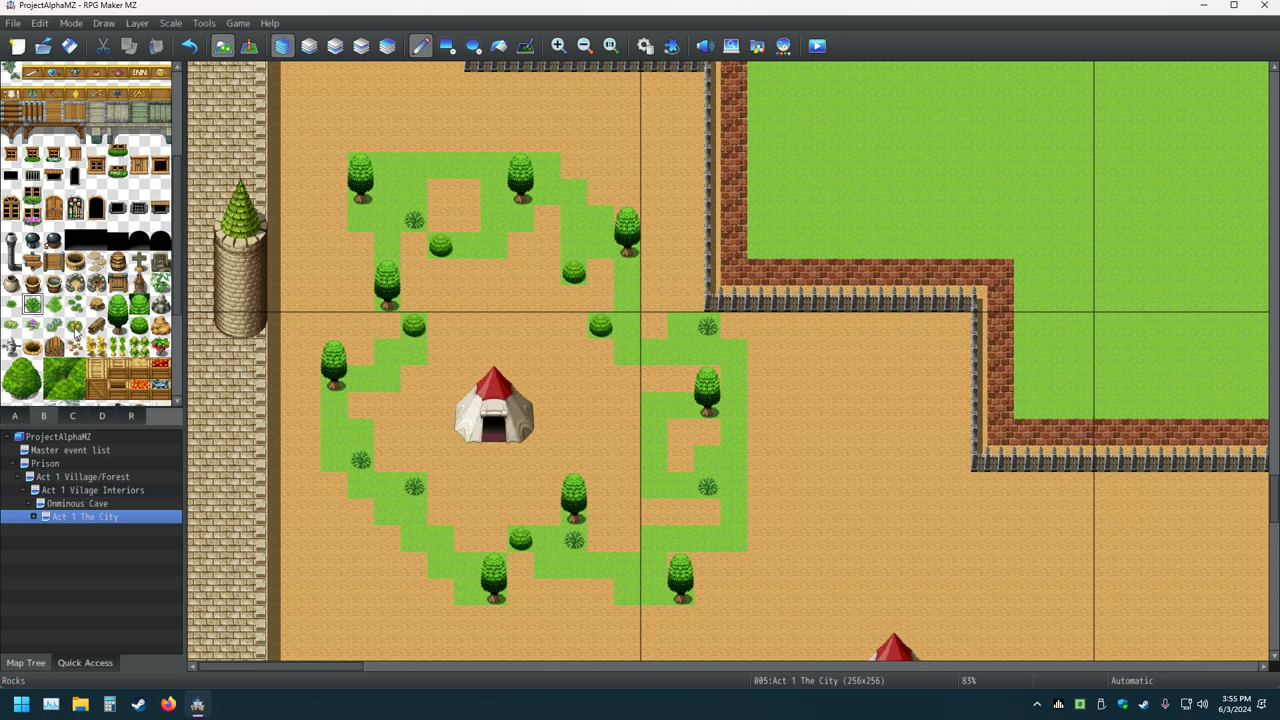 ProjectAlphaMZ - RPG Maker MZ
File Edit Mode Draw Layer Scale Tools Game Help
INN
A B C D R
ProjectAlphaMZ
Master event list
Prison
Act 1 Village/Forest
Act 1 Vilage Interiors
Onminous Cave
Act 1 The City
Map Tree Quick Access
Rocks 005:Act 1 The City (256x256) 83% Automatic
3:55 PM
6/3/2024